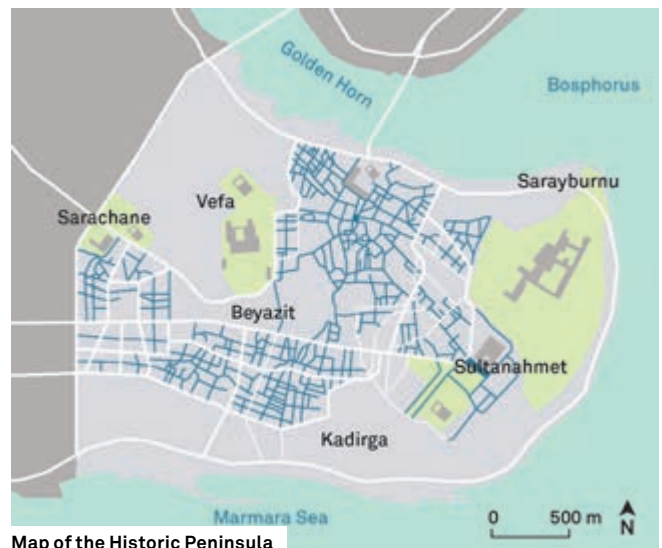 Golden Horn
Bosphorus
Sarayburnu
Vefa
Sarachane
Beyazit
Sultanahmet
Kadirga
Marmara Sea
0 500 m
N
Map of the Historic Peninsula